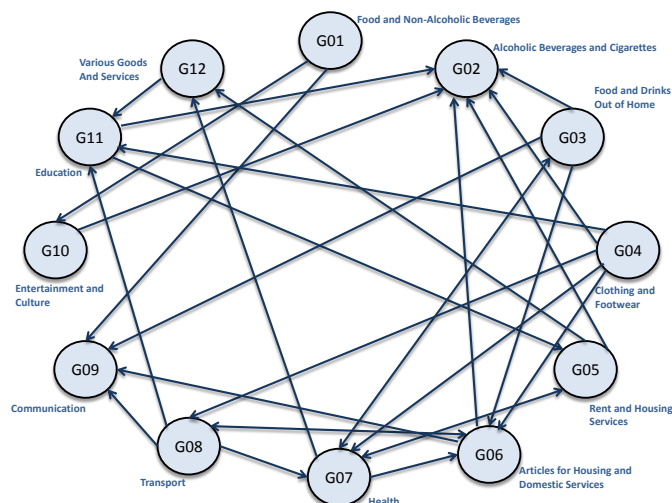 G01
Food and Non-Alcoholic Beverages
G12
Various Goods
And Services
G02
Alcoholic Beverages and Cigarettes
Food and Drinks
Out of Home
G11
Education
G03
G10
Entertainment and
Culture
G04
Clothing and
Footwear
G09
Communication
G05
Rent and Housing
Services
G08
Transport
G07
Health
G06
Articles for Housing and
Domestic Services